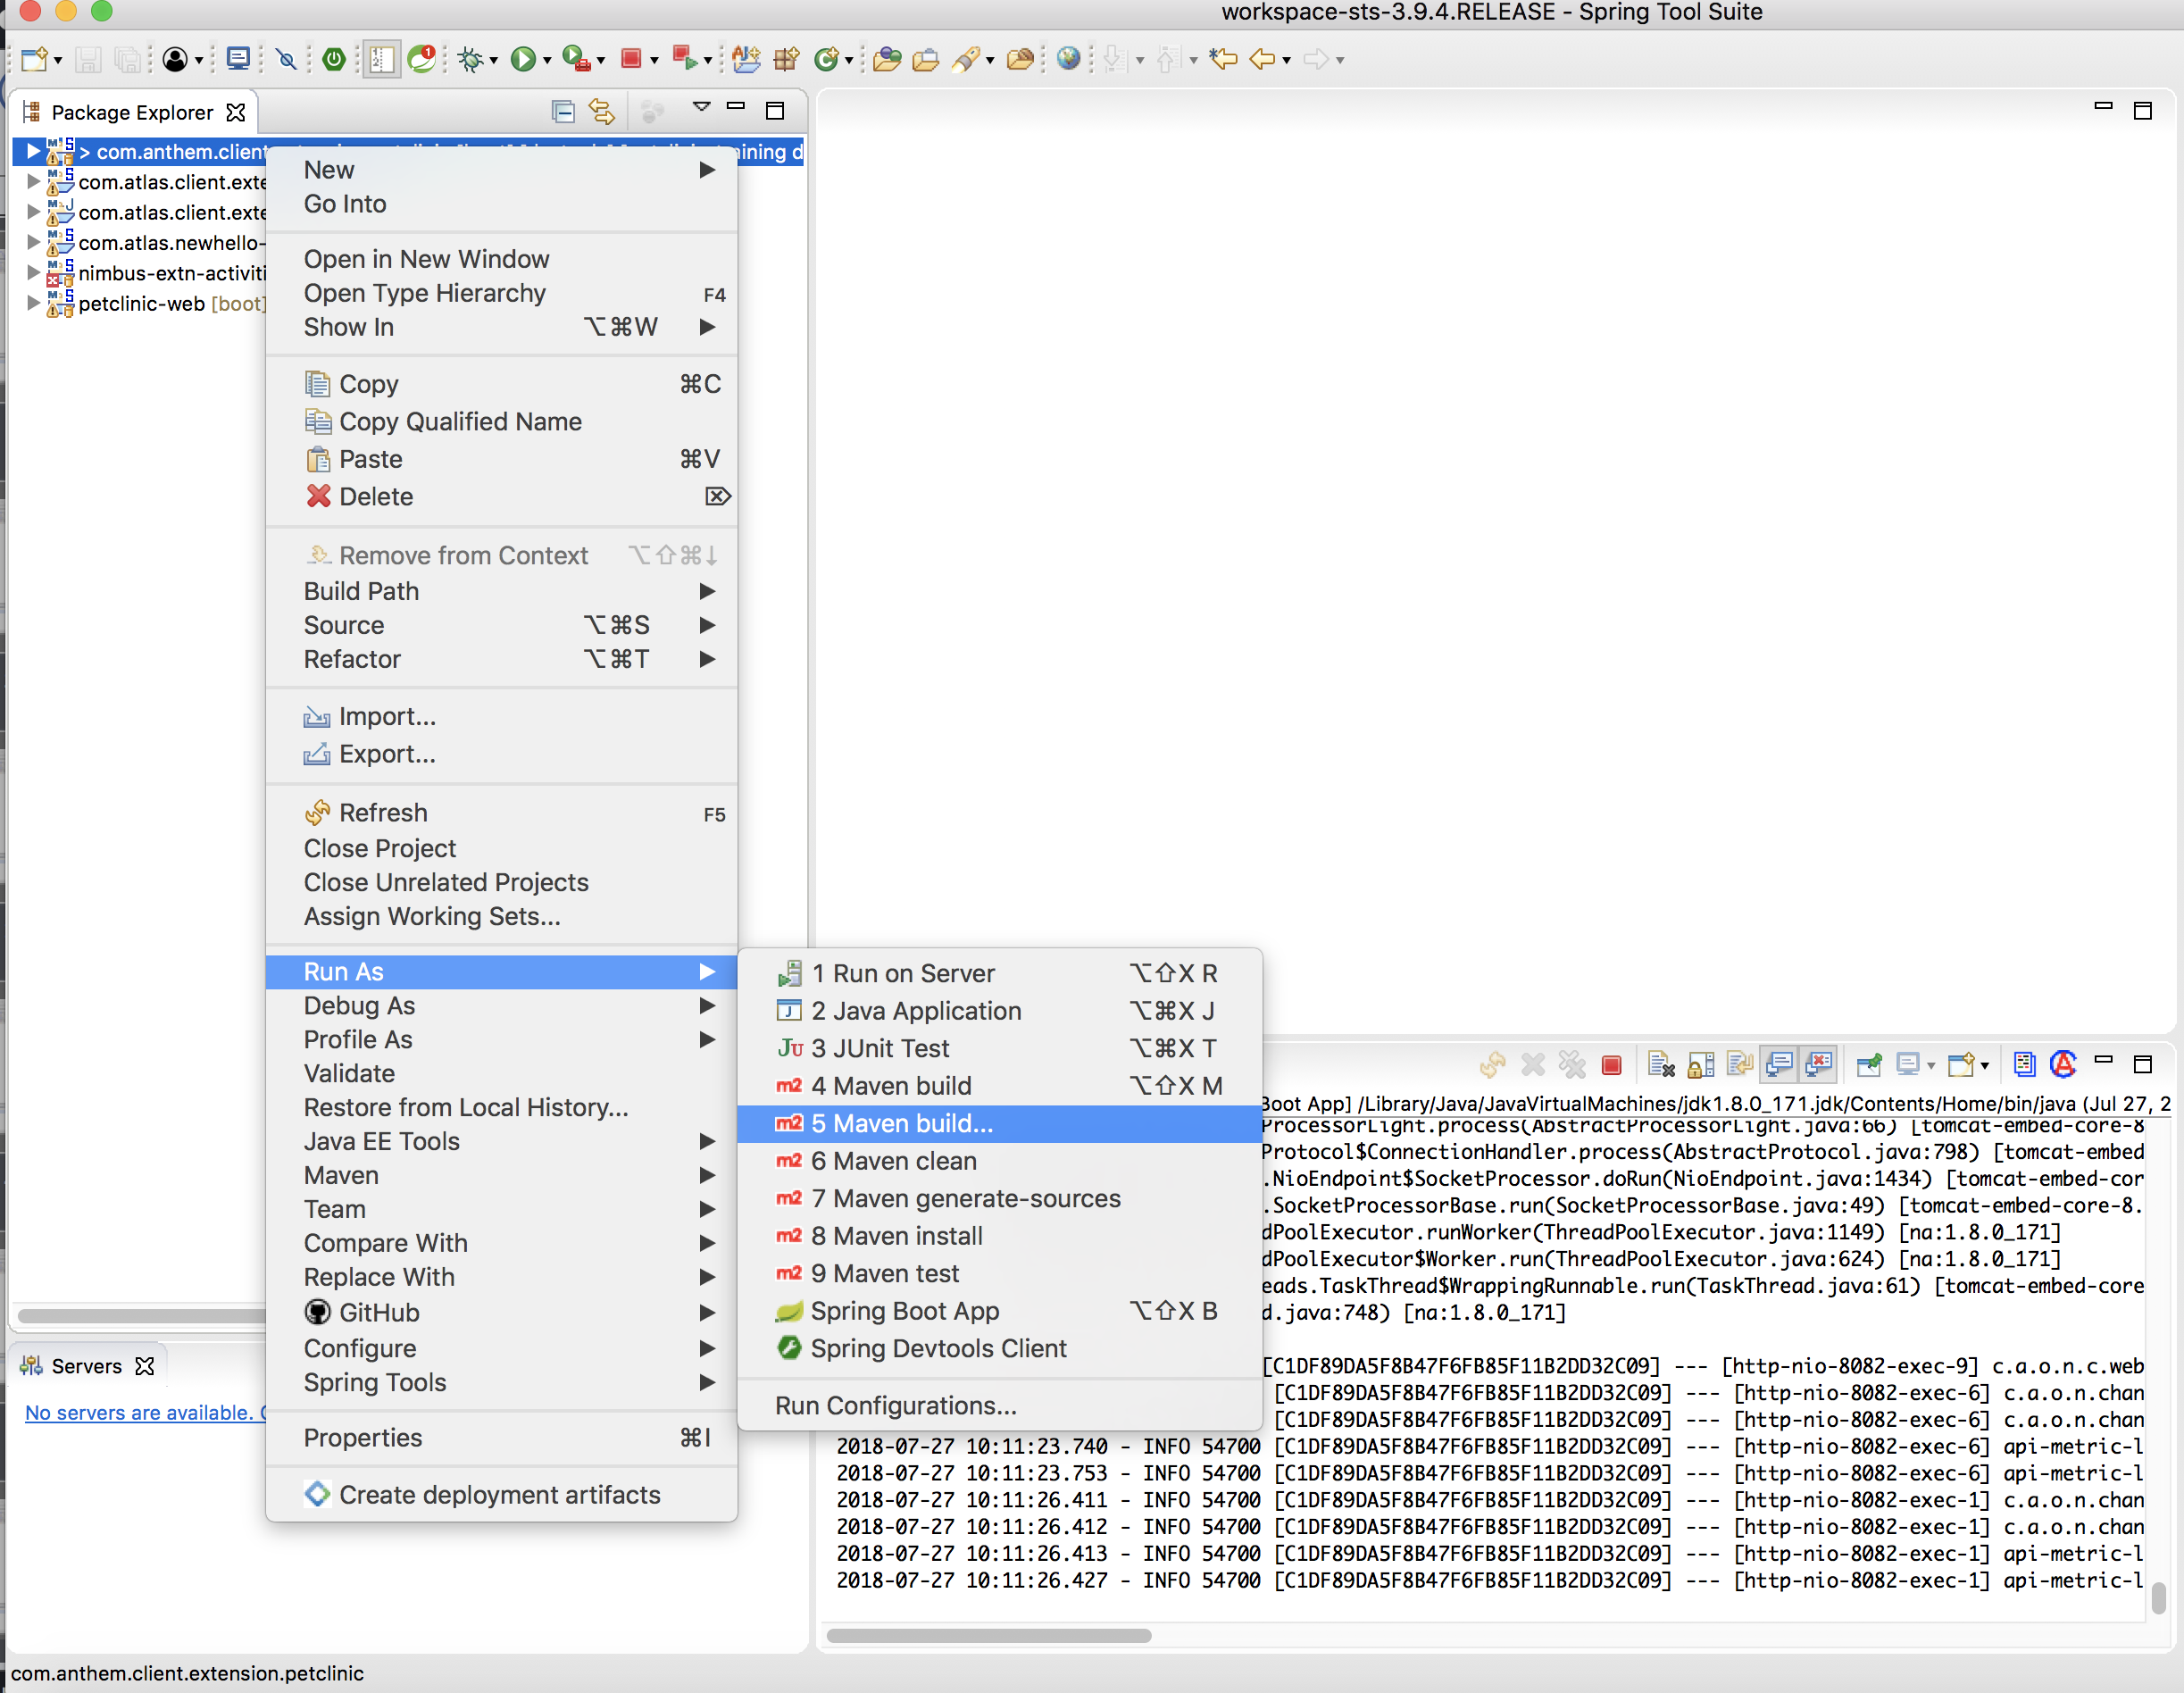 workspace-sts-3.9.4.RELEASE - Spring Tool Suite
Package Explorer
> com.anthem.client
ining d
com.atlas.client.exte
com.atlas.client.exte
com.atlas.newhello-
nimbus-extn-activiti
petclinic-web [boot]
New
Go Into
Open in New Window
Open Type Hierarchy F4
Show In ⌥⌘W
Copy ⌘C
Copy Qualified Name
Paste ⌘V
Delete ⌦
Remove from Context ⌥⇧⌘↓
Build Path
Source ⌥⌘S
Refactor ⌥⌘T
Import...
Export...
Refresh F5
Close Project
Close Unrelated Projects
Assign Working Sets...
Run As
Debug As
Profile As
Validate
Restore from Local History...
Java EE Tools
Maven
Team
Compare With
Replace With
GitHub
Configure
Spring Tools
Properties ⌘I
Create deployment artifacts
1 Run on Server ⌥⇧X R
2 Java Application ⌥⌘X J
JU 3 JUnit Test ⌥⌘X T
m2 4 Maven build ⌥⇧X M
m2 5 Maven build...
m2 6 Maven clean
m2 7 Maven generate-sources
m2 8 Maven install
m2 9 Maven test
Spring Boot App ⌥⇧X B
Spring Devtools Client
Run Configurations...
Servers
No servers are available.
Boot App] /Library/Java/JavaVirtualMachines/jdk1.8.0_171.jdk/Contents/Home/bin/java (Jul 27, 2
ProcessorLight.process(AbstractProcessorLight.java:66) [tomcat-embed-core-8
Protocol$ConnectionHandler.process(AbstractProtocol.java:798) [tomcat-embed
.NioEndpoint$SocketProcessor.doRun(NioEndpoint.java:1434) [tomcat-embed-cor
.SocketProcessorBase.run(SocketProcessorBase.java:49) [tomcat-embed-core-8.
dPoolExecutor.runWorker(ThreadPoolExecutor.java:1149) [na:1.8.0_171]
dPoolExecutor$Worker.run(ThreadPoolExecutor.java:624) [na:1.8.0_171]
eads.TaskThread$WrappingRunnable.run(TaskThread.java:61) [tomcat-embed-core
d.java:748) [na:1.8.0_171]
[C1DF89DA5F8B47F6FB85F11B2DD32C09] --- [http-nio-8082-exec-9] c.a.o.n.c.web
[C1DF89DA5F8B47F6FB85F11B2DD32C09] --- [http-nio-8082-exec-6] c.a.o.n.chan
[C1DF89DA5F8B47F6FB85F11B2DD32C09] --- [http-nio-8082-exec-6] c.a.o.n.chan
2018-07-27 10:11:23.740 - INFO 54700 [C1DF89DA5F8B47F6FB85F11B2DD32C09] --- [http-nio-8082-exec-6] api-metric-l
2018-07-27 10:11:23.753 - INFO 54700 [C1DF89DA5F8B47F6FB85F11B2DD32C09] --- [http-nio-8082-exec-6] api-metric-l
2018-07-27 10:11:26.411 - INFO 54700 [C1DF89DA5F8B47F6FB85F11B2DD32C09] --- [http-nio-8082-exec-1] c.a.o.n.chan
2018-07-27 10:11:26.412 - INFO 54700 [C1DF89DA5F8B47F6FB85F11B2DD32C09] --- [http-nio-8082-exec-1] c.a.o.n.chan
2018-07-27 10:11:26.413 - INFO 54700 [C1DF89DA5F8B47F6FB85F11B2DD32C09] --- [http-nio-8082-exec-1] api-metric-l
2018-07-27 10:11:26.427 - INFO 54700 [C1DF89DA5F8B47F6FB85F11B2DD32C09] --- [http-nio-8082-exec-1] api-metric-l
com.anthem.client.extension.petclinic